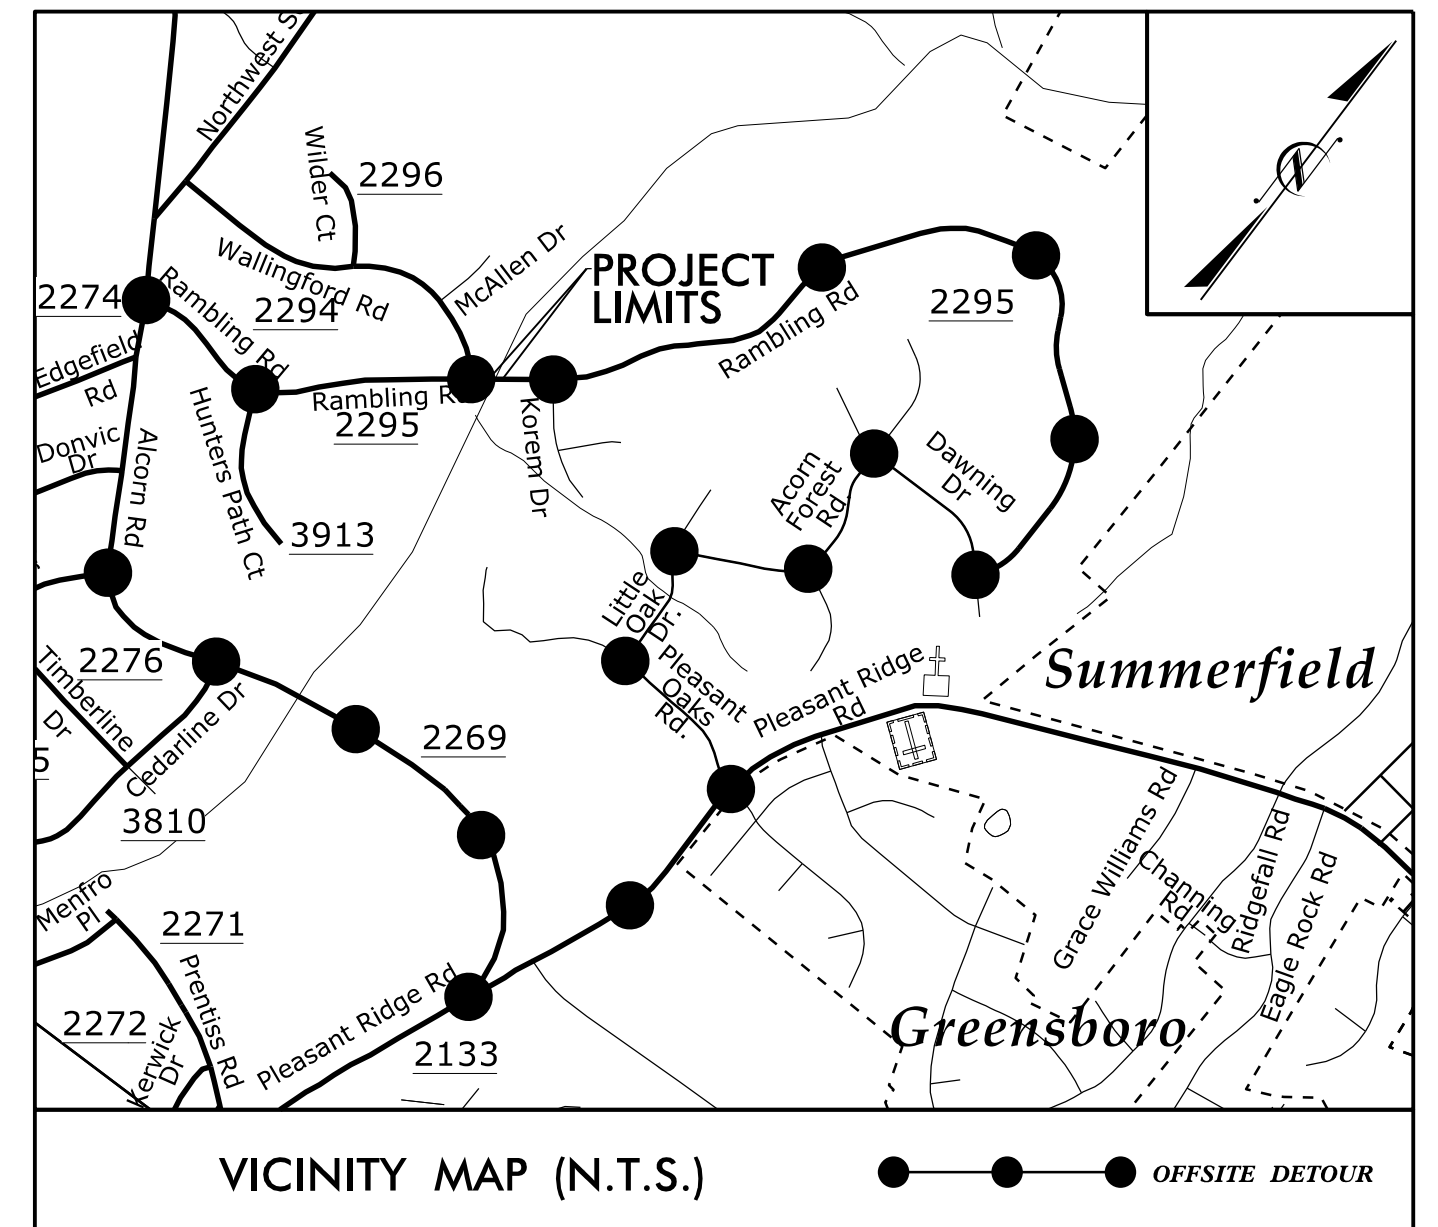 Northwest S
Wilder Ct
2296
Wallingford Rd
McAllen Dr
PROJECT
LIMITS
2274
Rambling Rd
2294
Rambling Rd
2295
Edgefield
Rd
Rambling R
2295
Hunters Path Ct
Korem Dr
Donvic
Dr
Alcorn Rd
Acorn
Forest
Rd.
Dawning
Dr
3913
Little
Oak
Dr.
2276
Timberline
Dr
Pleasant
Oaks
Rd.
Pleasant Ridge
Rd
Summerfield
Cedarline Dr
2269
5
3810
Grace Williams Rd
Channing
Rd
Ridgefall Rd
Eagle Rock Rd
Menfro
Pl
2271
Prentiss Rd
Pleasant Ridge Rd
2272
Kerwick
Dr
2133
Greensboro
N
VICINITY MAP (N.T.S.)
OFFSITE DETOUR